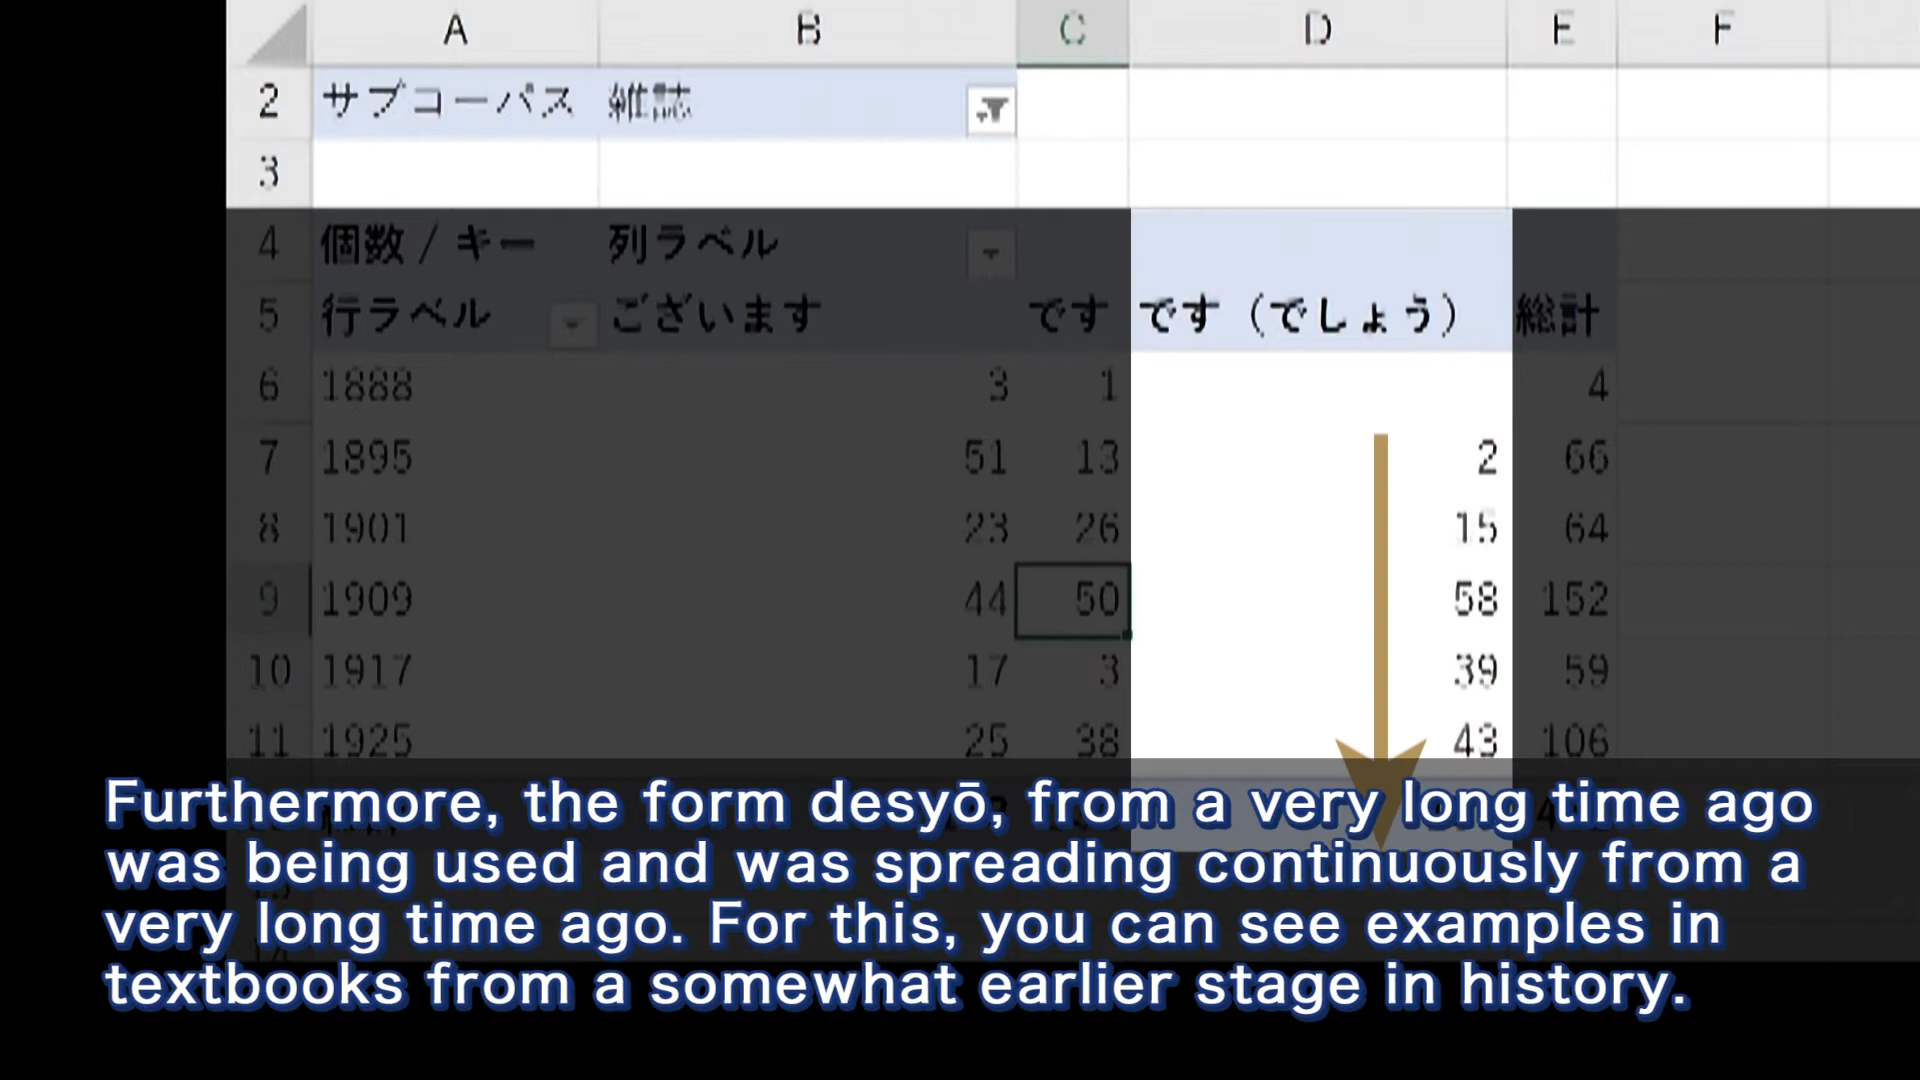 A B C D E F
2 サブコーパス 雑誌
3
4 個数 / キー 列ラベル
5 行ラベル ございます です です（でしょう） 総計
6 1888 3 1 4
7 1895 51 13 2 66
8 1901 23 26 15 64
9 1909 44 50 58 152
10 1917 17 3 39 59
11 1925 25 38 43 106
Furthermore, the form desyō, from a very long time ago
was being used and was spreading continuously from a
very long time ago. For this, you can see examples in
textbooks from a somewhat earlier stage in history.